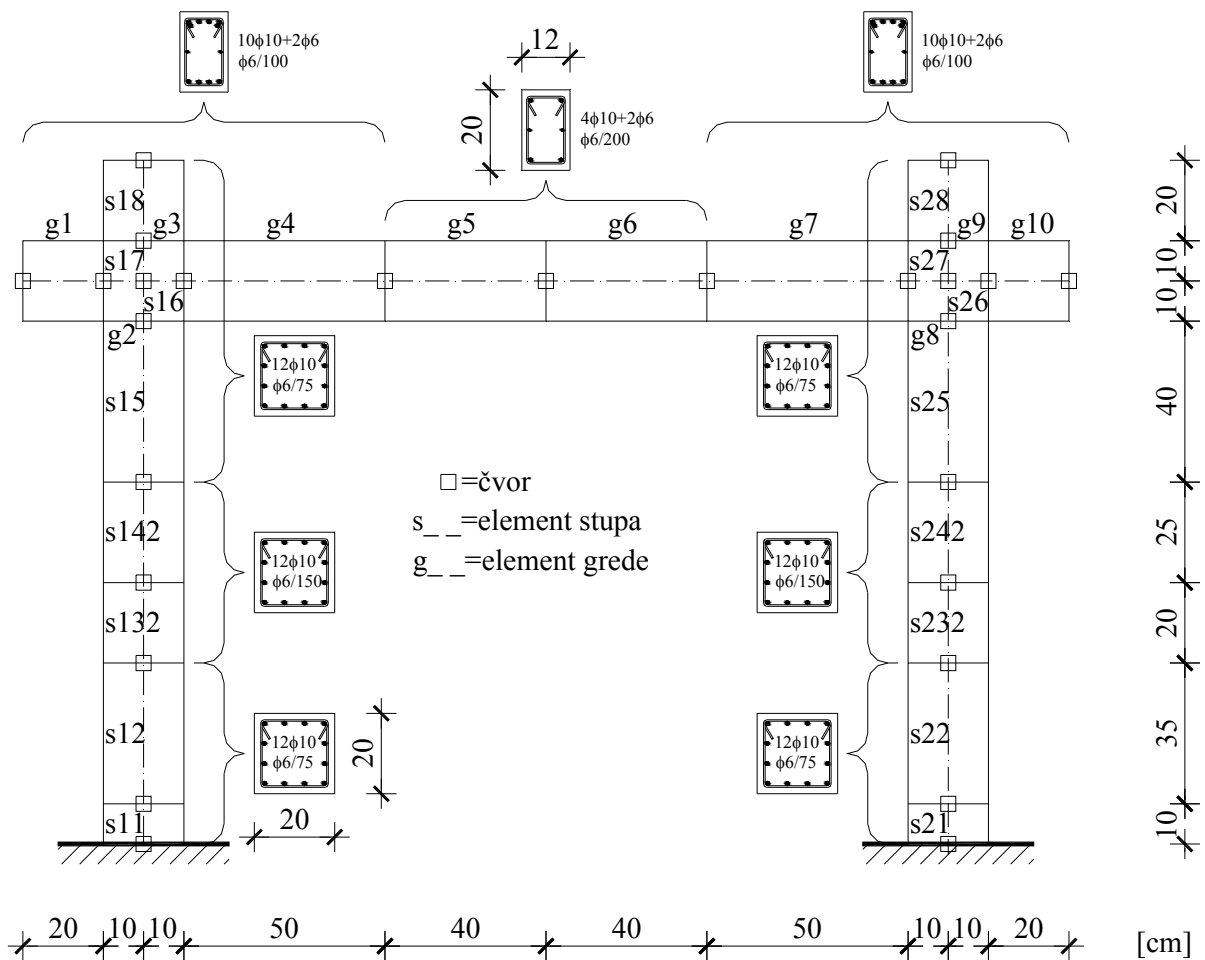 10ϕ10+2ϕ6
ϕ6/100
12
20
4ϕ10+2ϕ6
ϕ6/200
10ϕ10+2ϕ6
ϕ6/100
s18
g1
g3
g4
g5
g6
g7
s28
g9
g10
s17
s16
g2
s27
s26
g8
20
10
10
s15
12ϕ10
ϕ6/75
12ϕ10
ϕ6/75
s25
40
□=čvor
s_ _=element stupa
g_ _=element grede
s142
12ϕ10
ϕ6/150
12ϕ10
ϕ6/150
s242
25
s132
s232
20
s12
12ϕ10
ϕ6/75
20
20
12ϕ10
ϕ6/75
s22
35
s11
s21
10
20 10 10 50 40 40 50 10 10 20 [cm]